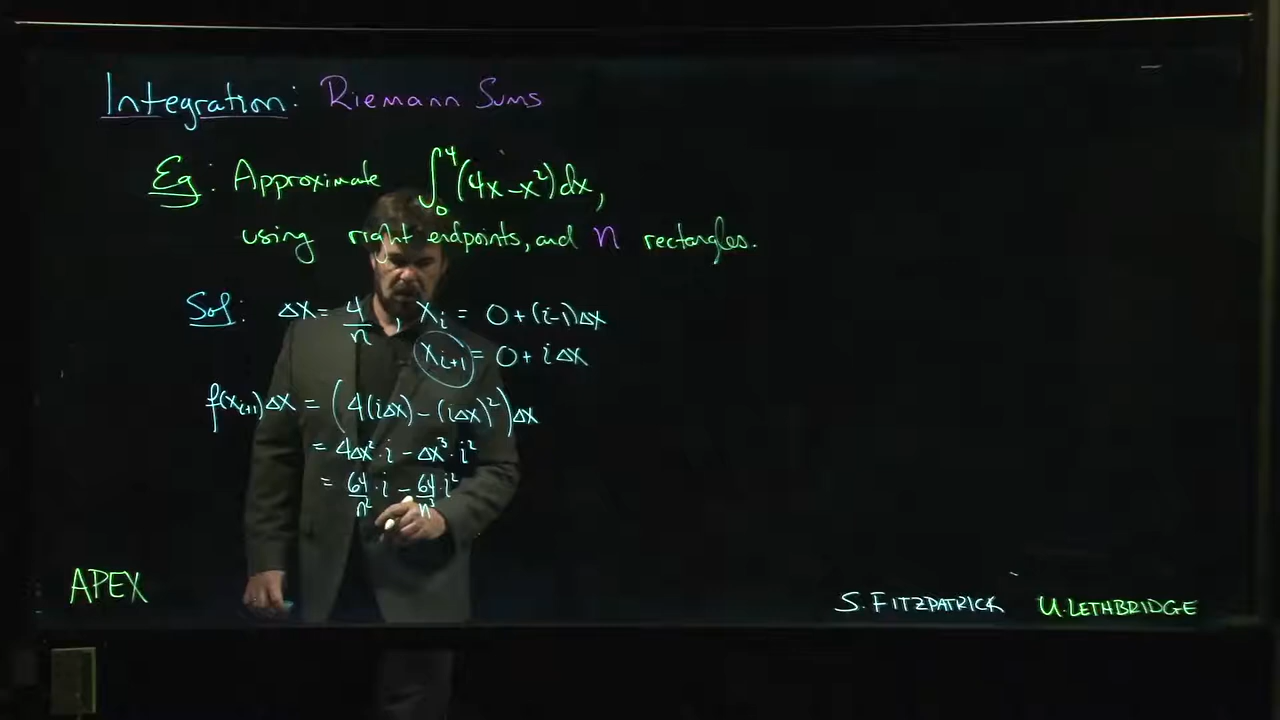 Integration: Riemann Sums
Eg: Approximate ∫₀⁴ (4x-x²) dx,
using right endpoints, and n rectangles.
Sol: Δx = 4/n, xᵢ = 0+(i-1)Δx
xᵢ₊₁ = 0+iΔx
f(xᵢ₊₁)Δx = (4(iΔx) - (iΔx)²)Δx
= 4Δx²·i - Δx³·i²
= 64/n²·i - 64/n³·i²
APEX
S. FITZPATRICK U. LETHBRIDGE